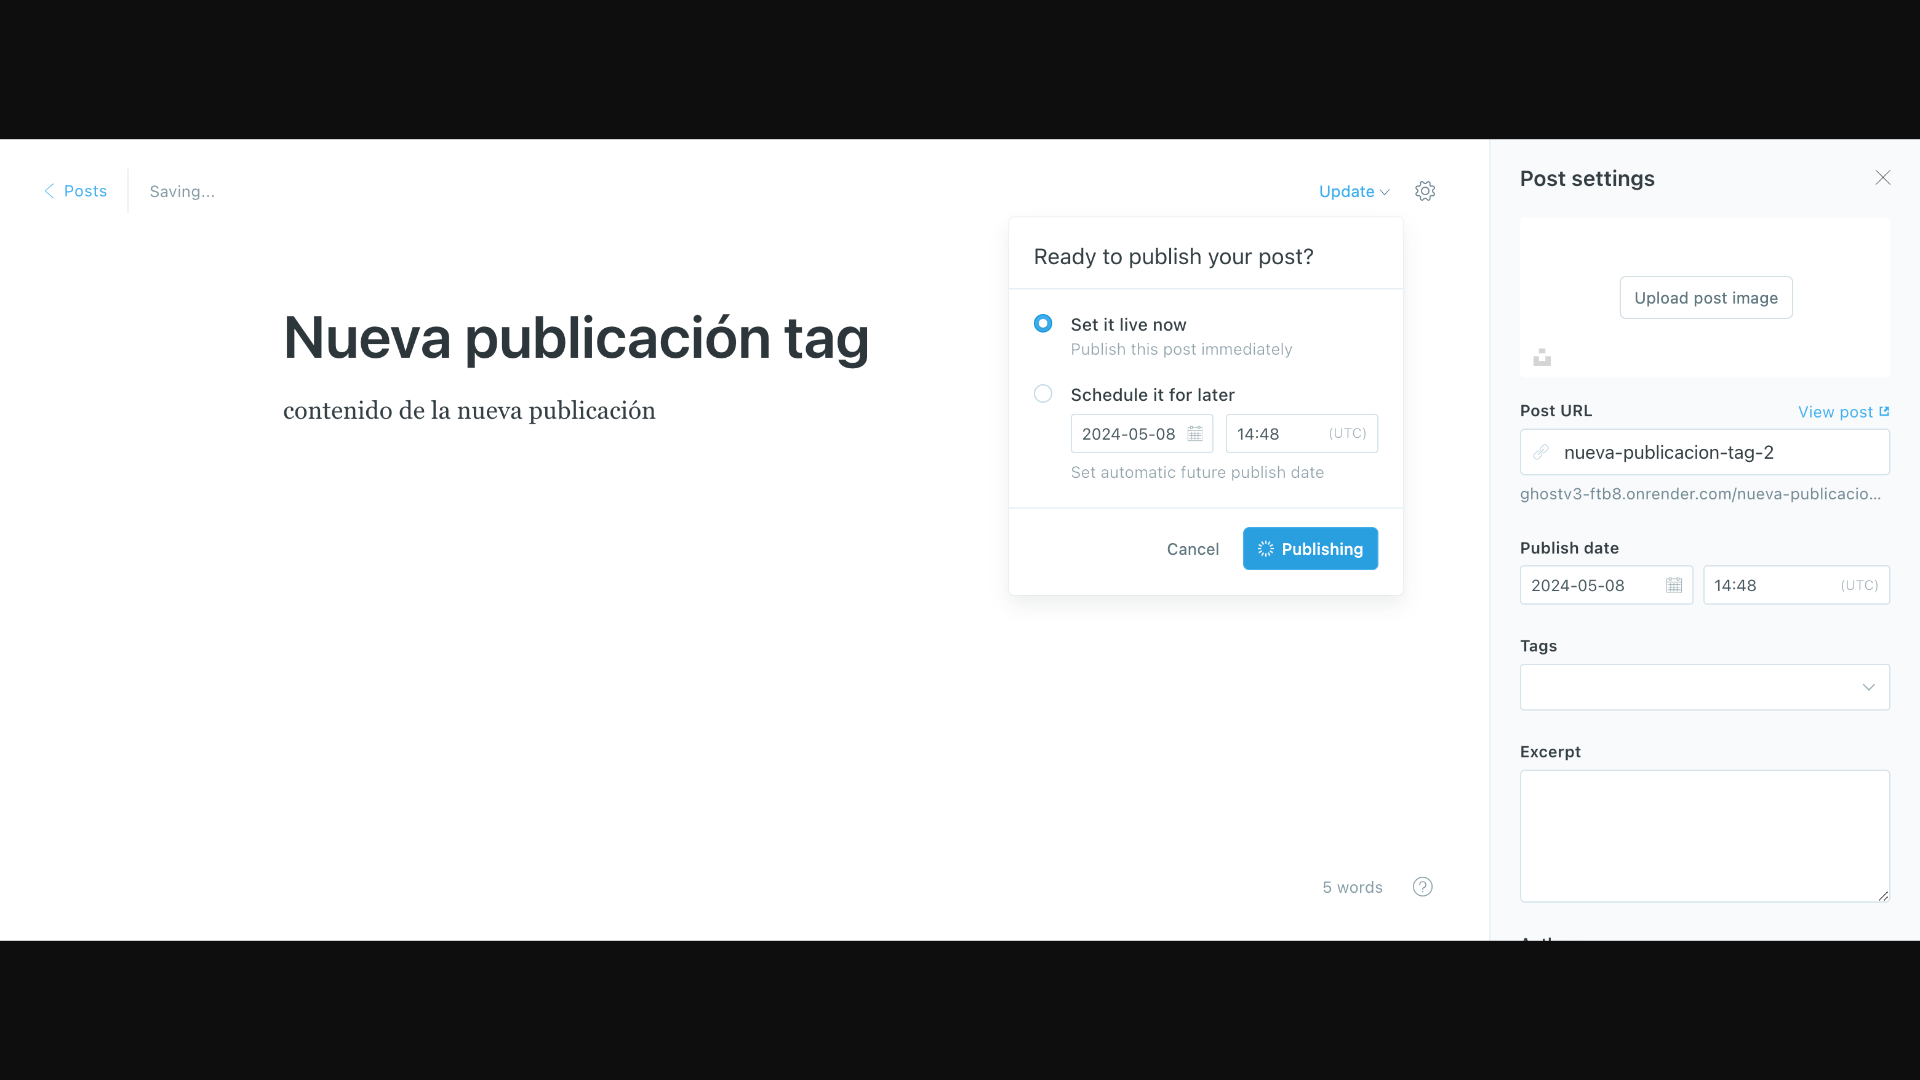 Posts
Saving...
Update
Ready to publish your post?
Set it live now
Publish this post immediately
Schedule it for later
2024-05-08
14:48
(UTC)
Set automatic future publish date
Cancel
Publishing
Nueva publicación tag
contenido de la nueva publicación
5 words
?
Post settings
Upload post image
Post URL
View post
nueva-publicacion-tag-2
ghostv3-ftb8.onrender.com/nueva-publicacio...
Publish date
2024-05-08
14:48
(UTC)
Tags
Excerpt